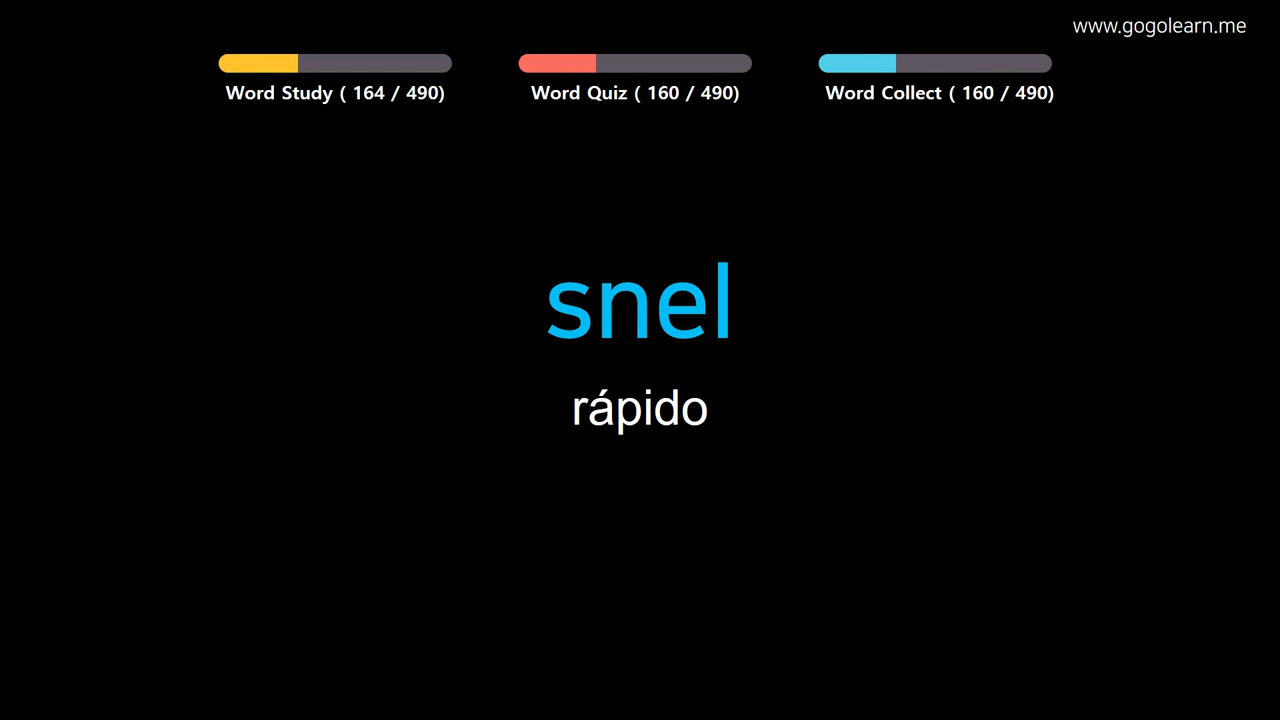 www.gogolearn.me
Word Study ( 164 / 490)
Word Quiz ( 160 / 490)
Word Collect ( 160 / 490)
snel
rápido